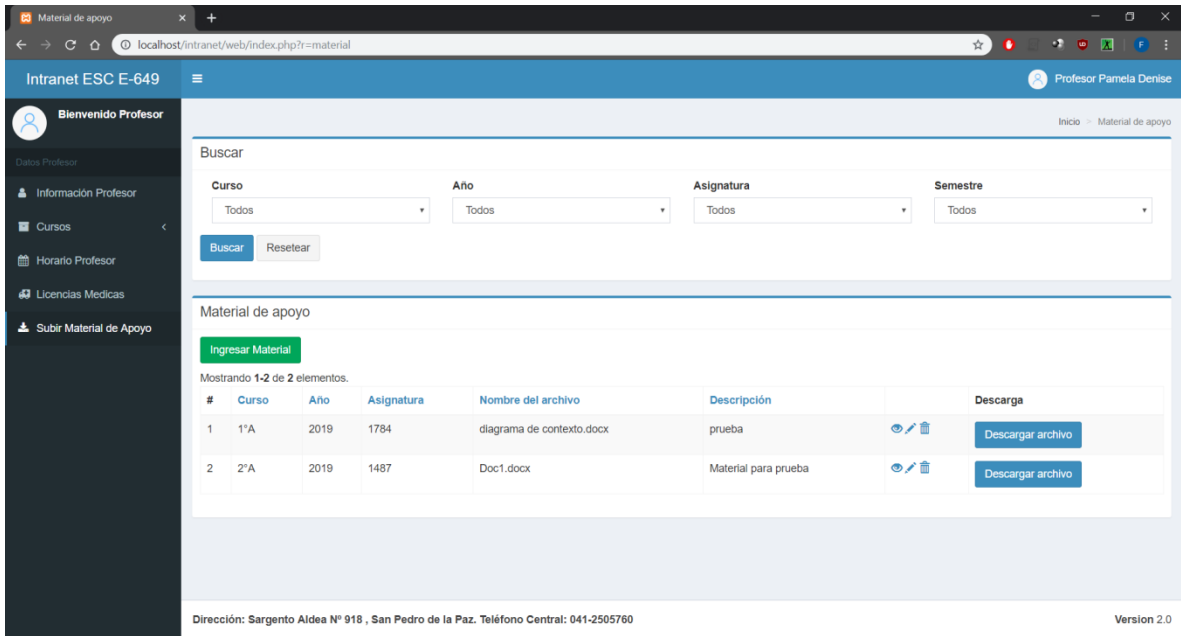 Material de apoyo
localhost/intranet/web/index.php?r=material
Intranet ESC E-649
Profesor Pamela Denise
Bienvenido Profesor
Inicio > Material de apoyo
Datos Profesor
Información Profesor
Cursos
Horario Profesor
Licencias Medicas
Subir Material de Apoyo
Buscar
Curso Año Asignatura Semestre
Todos Todos Todos Todos
Buscar Resetear
Material de apoyo
Ingresar Material
Mostrando 1-2 de 2 elementos.
# Curso Año Asignatura Nombre del archivo Descripción Descarga
1 1°A 2019 1784 diagrama de contexto.docx prueba Descargar archivo
2 2°A 2019 1487 Doc1.docx Material para prueba Descargar archivo
Dirección: Sargento Aldea Nº 918 , San Pedro de la Paz. Teléfono Central: 041-2505760
Version 2.0